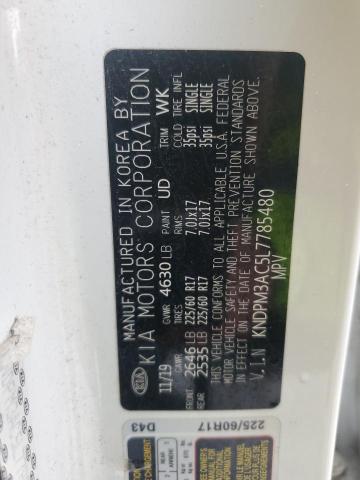 MANUFACTURED IN KOREA BY
KIA KIA MOTORS CORPORATION
11/19 GVWR 4630 LB PAINT UD TRIM WK
GAWR TIRES RIMS COLD TIRE INFL
FRONT 2646 LB 225/60 R17 7.0Jx17 35psi SINGLE
REAR 2535 LB 225/60 R17 7.0Jx17 35psi SINGLE
THIS VEHICLE CONFORMS TO ALL APPLICABLE U.S.A. FEDERAL
MOTOR VEHICLE SAFETY AND THEFT PREVENTION STANDARDS
IN EFFECT ON THE DATE OF MANUFACTURE SHOWN ABOVE.
V.I.N KNDPM3AC5L7785480
MPV
D43
225/60R17